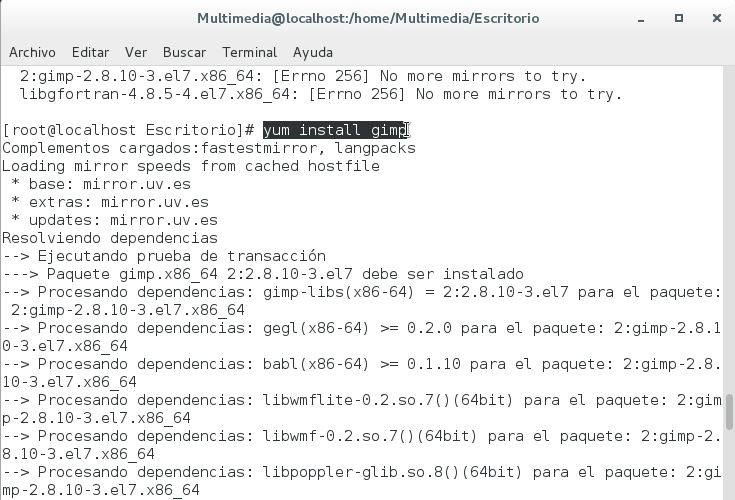 Multimedia@localhost:/home/Multimedia/Escritorio
Archivo Editar Ver Buscar Terminal Ayuda
2:gimp-2.8.10-3.el7.x86_64: [Errno 256] No more mirrors to try.
libgfortran-4.8.5-4.el7.x86_64: [Errno 256] No more mirrors to try.
[root@localhost Escritorio]# yum install gimp
Complementos cargados:fastestmirror, langpacks
Loading mirror speeds from cached hostfile
* base: mirror.uv.es
* extras: mirror.uv.es
* updates: mirror.uv.es
Resolviendo dependencias
--> Ejecutando prueba de transacción
---> Paquete gimp.x86_64 2:2.8.10-3.el7 debe ser instalado
--> Procesando dependencias: gimp-libs(x86-64) = 2:2.8.10-3.el7 para el paquete:
2:gimp-2.8.10-3.el7.x86_64
--> Procesando dependencias: gegl(x86-64) >= 0.2.0 para el paquete: 2:gimp-2.8.1
0-3.el7.x86_64
--> Procesando dependencias: babl(x86-64) >= 0.1.10 para el paquete: 2:gimp-2.8.
10-3.el7.x86_64
--> Procesando dependencias: libwmflite-0.2.so.7()(64bit) para el paquete: 2:gim
p-2.8.10-3.el7.x86_64
--> Procesando dependencias: libwmf-0.2.so.7()(64bit) para el paquete: 2:gimp-2.
8.10-3.el7.x86_64
--> Procesando dependencias: libpoppler-glib.so.8()(64bit) para el paquete: 2:gi
mp-2.8.10-3.el7.x86_64